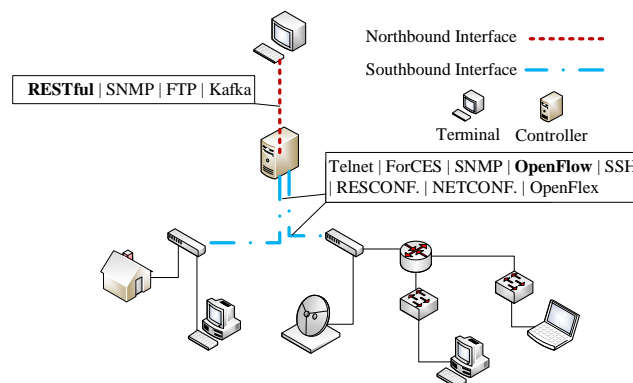 Northbound Interface
Southbound Interface
RESTful | SNMP | FTP | Kafka
Terminal Controller
Telnet | ForCES | SNMP | OpenFlow | SSH
| RESCONF. | NETCONF. | OpenFlex